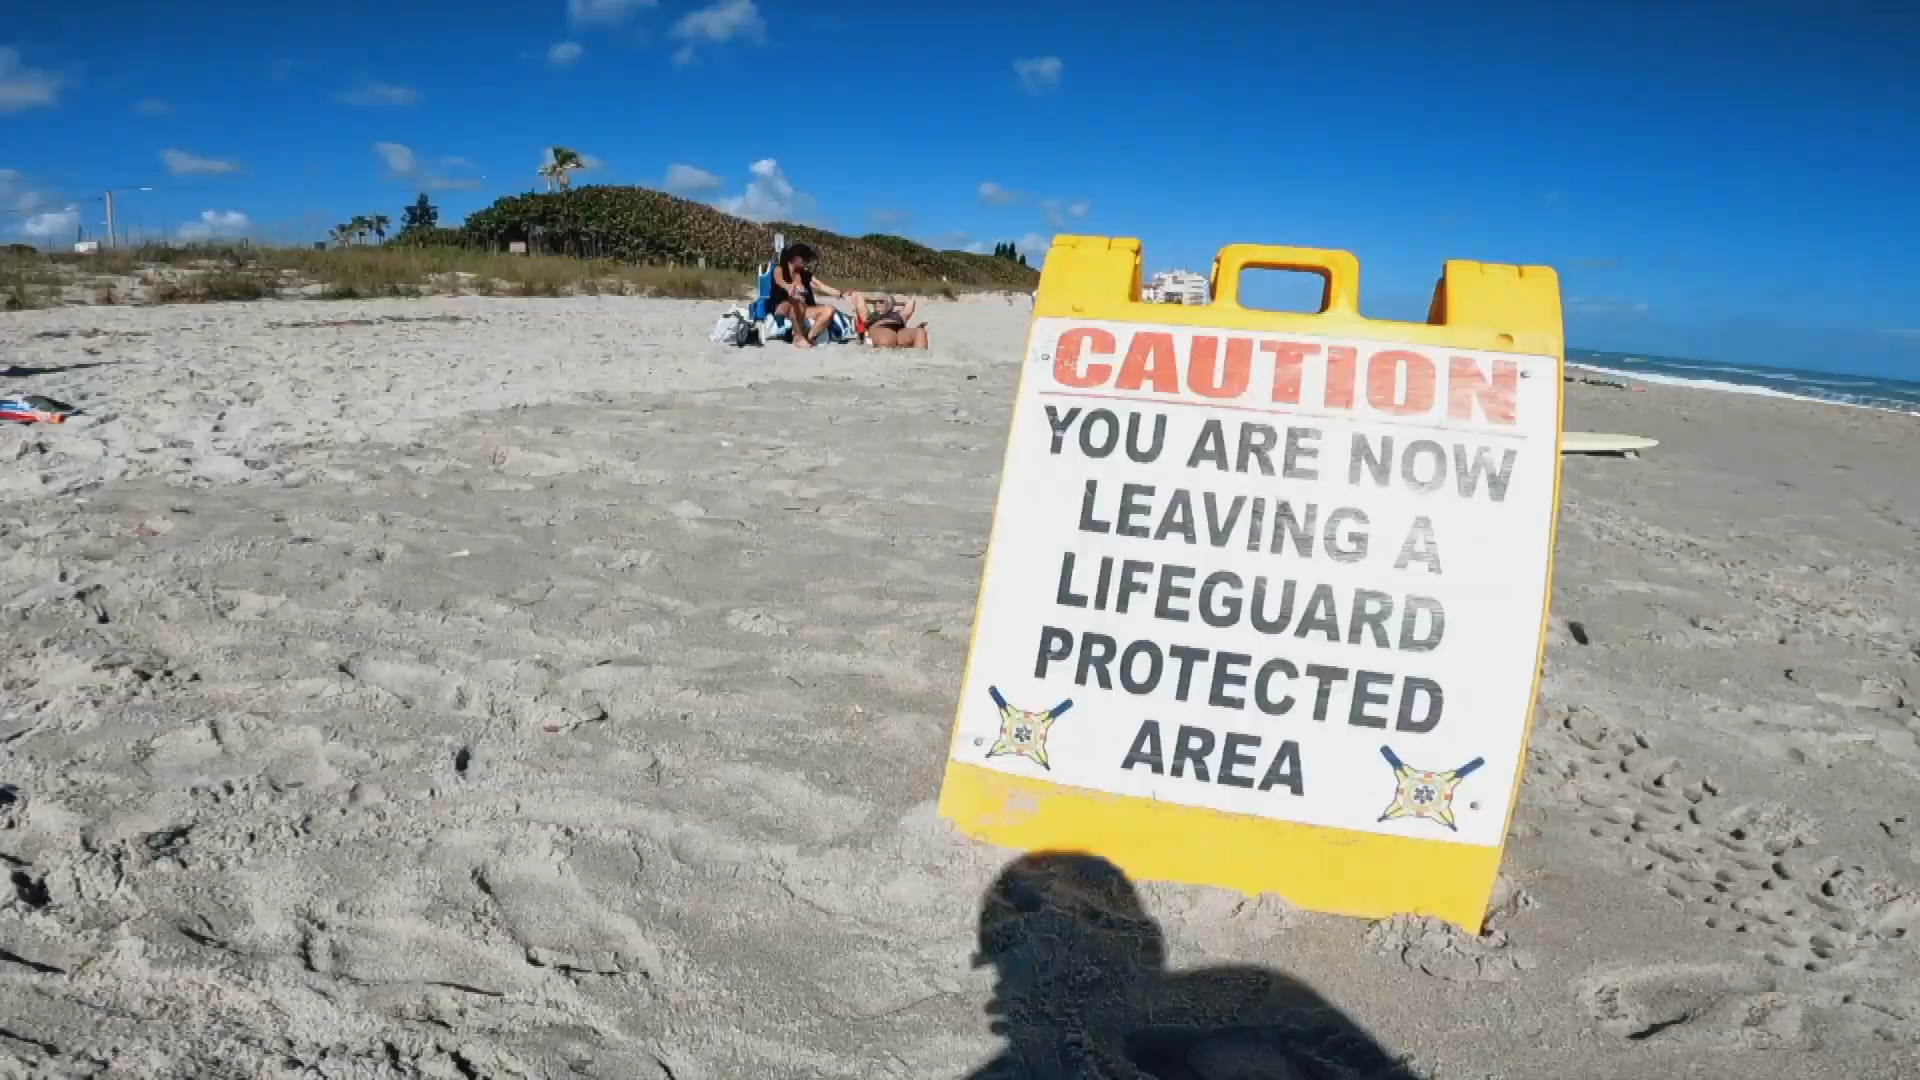 CAUTION
YOU ARE NOW
LEAVING A
LIFEGUARD
PROTECTED
AREA